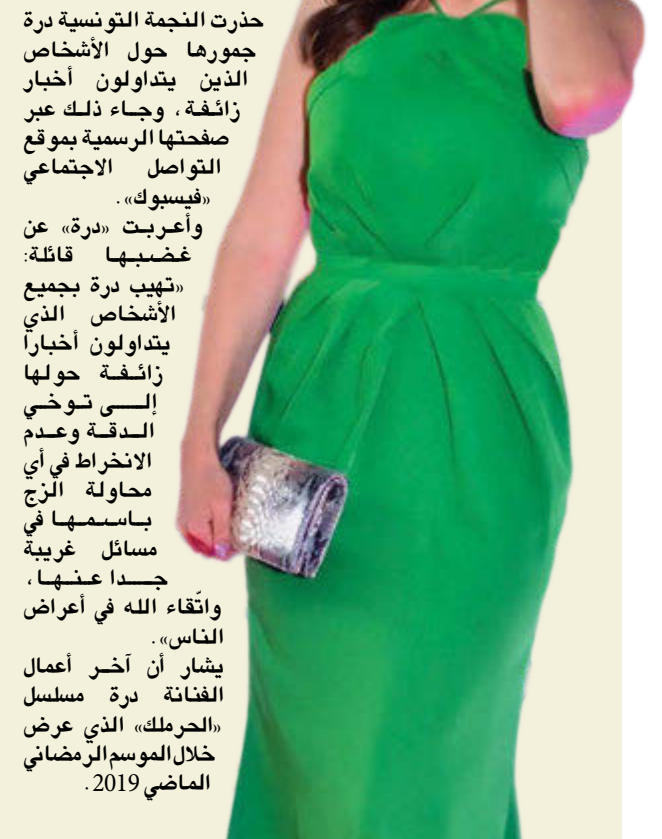 حذرت النجمة التونسية درة
جمورها حول الأشخاص
الذين يتداولون أخبار
زائفة، وجاء ذلك عبر
صفحتها الرسمية بموقع
التواصل الاجتماعي
«فيسبوك».
وأعربت «درة» عن
غضبها قائلة:
«تهيب درة بجميع
الأشخاص الذي
يتداولون أخبارا
زائفة حولها
إلى توخي
الدقة وعدم
الانخراط في أي
محاولة الزج
باسمها في
مسائل غريبة
جدا عنها،
واتّقاء الله في أعراض
الناس».
يشار أن آخر أعمال
الفنانة درة مسلسل
«الحرملك» الذي عرض
خلال الموسم الرمضاني
الماضي 2019.